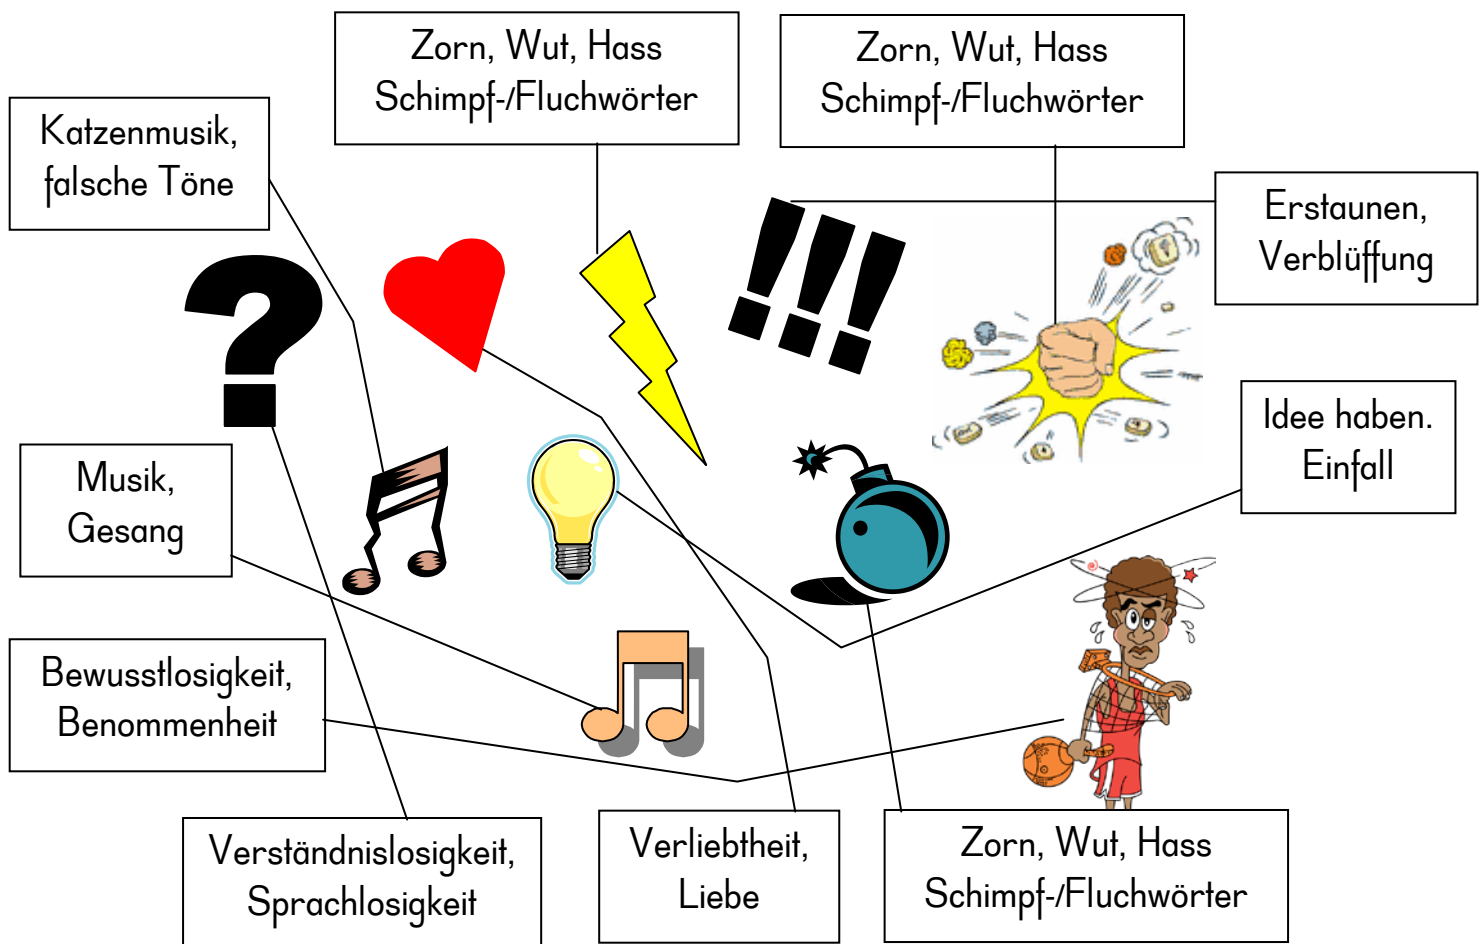 Zorn, Wut, Hass
Schimpf-/Fluchwörter
Zorn, Wut, Hass
Schimpf-/Fluchwörter
Katzenmusik,
falsche Töne
Erstaunen,
Verblüffung
Idee haben.
Einfall
Musik,
Gesang
Bewusstlosigkeit,
Benommenheit
Verständnislosigkeit,
Sprachlosigkeit
Verliebtheit,
Liebe
Zorn, Wut, Hass
Schimpf-/Fluchwörter